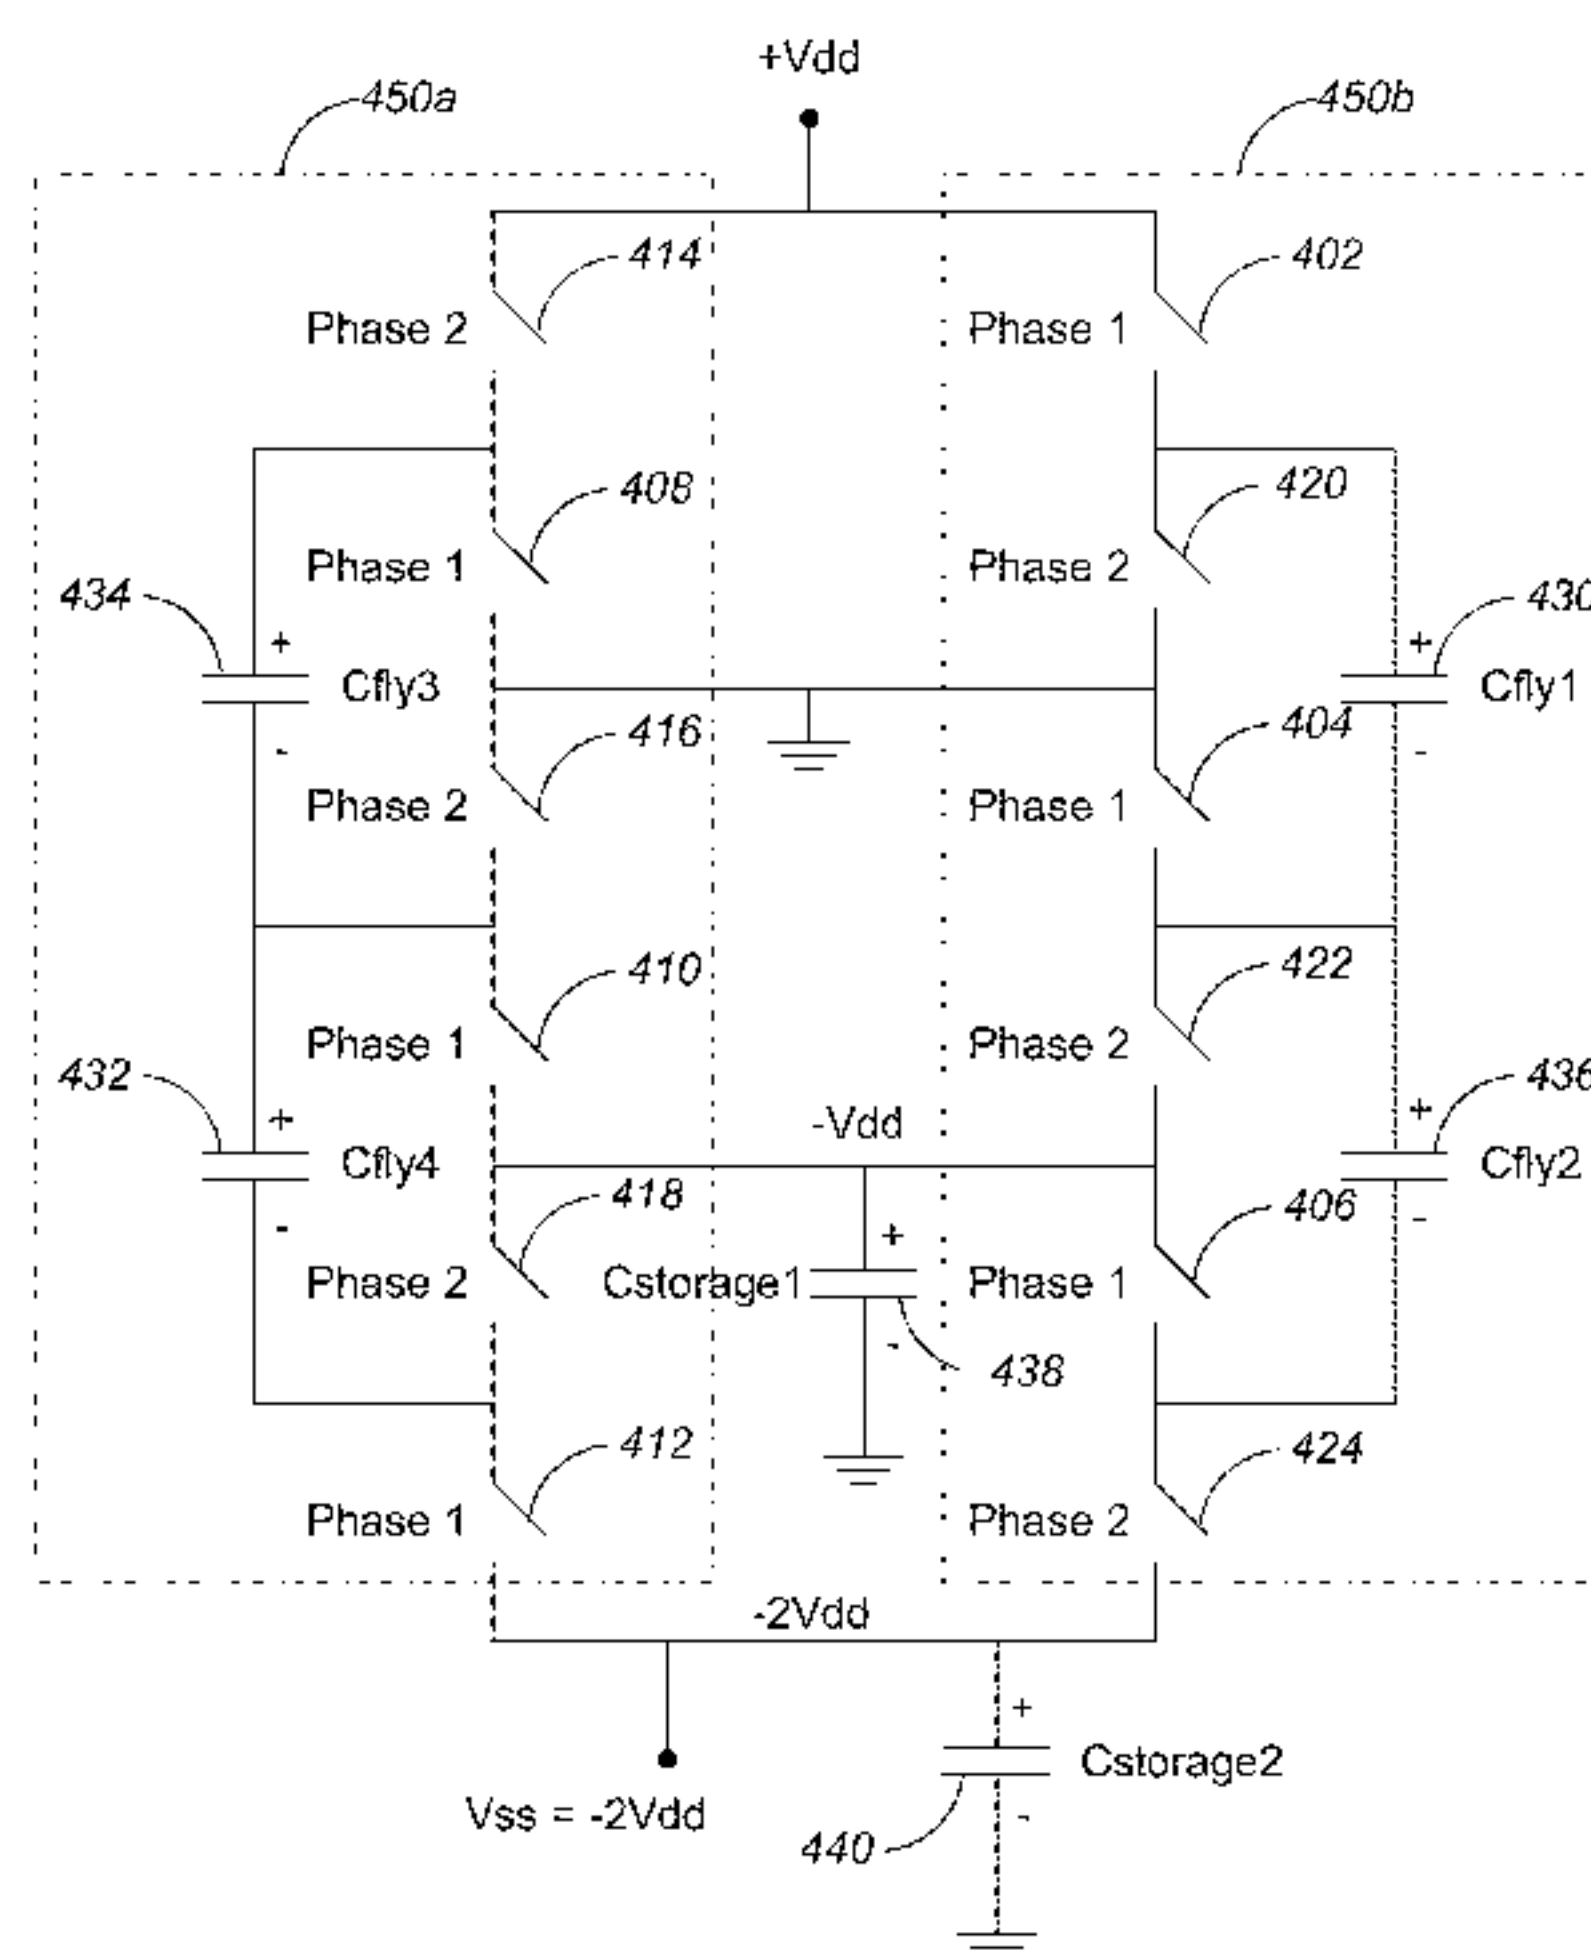 +Vdd
450a
450b
414
402
Phase 2
Phase 1
408
420
Phase 1
Phase 2
434
430
+
+
Cfly3
Cfly1
-
-
416
404
Phase 2
Phase 1
410
422
Phase 1
Phase 2
432
436
+
+
-Vdd
Cfly4
Cfly2
-
-
418
406
+
Phase 2
Cstorage1
Phase 1
-
438
412
424
Phase 1
Phase 2
-2Vdd
+
Cstorage2
-
Vss = -2Vdd
440